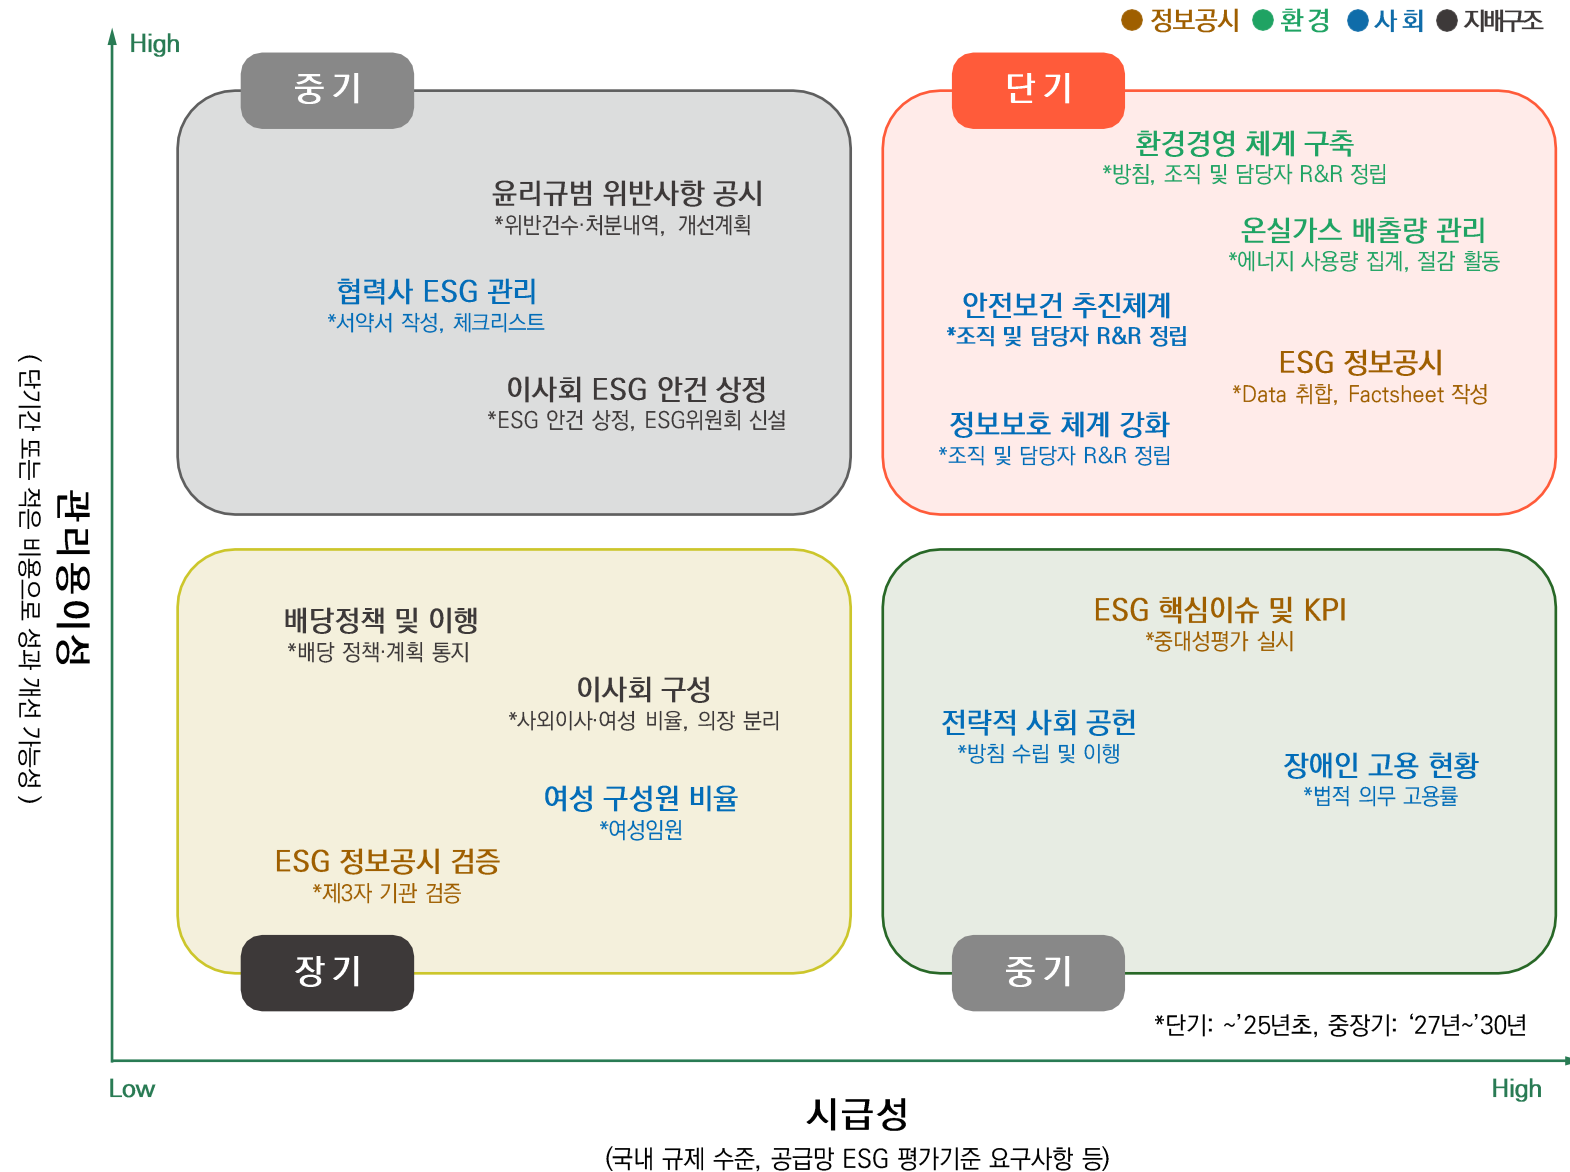 정보공시 환경 사회 지배구조
High
중기
윤리규범 위반사항 공시
*위반건수·처분내역, 개선계획
협력사 ESG 관리
*서약서 작성, 체크리스트
이사회 ESG 안건 상정
*ESG 안건 상정, ESG위원회 신설
단기
환경경영 체계 구축
*방침, 조직 및 담당자 R&R 정립
온실가스 배출량 관리
*에너지 사용량 집계, 절감 활동
안전보건 추진체계
*조직 및 담당자 R&R 정립
ESG 정보공시
*Data 취합, Factsheet 작성
정보보호 체계 강화
*조직 및 담당자 R&R 정립
관리용이성
( 단기간 또는 적은 비용으로 성과 개선 가능성 )
배당정책 및 이행
*배당 정책·계획 통지
이사회 구성
*사외이사·여성 비율, 의장 분리
여성 구성원 비율
*여성임원
ESG 정보공시 검증
*제3자 기관 검증
장기
ESG 핵심이슈 및 KPI
*중대성평가 실시
전략적 사회 공헌
*방침 수립 및 이행
장애인 고용 현황
*법적 의무 고용률
중기
*단기: ~’25년초, 중장기: ‘27년~’30년
Low
High
시급성
(국내 규제 수준, 공급망 ESG 평가기준 요구사항 등)